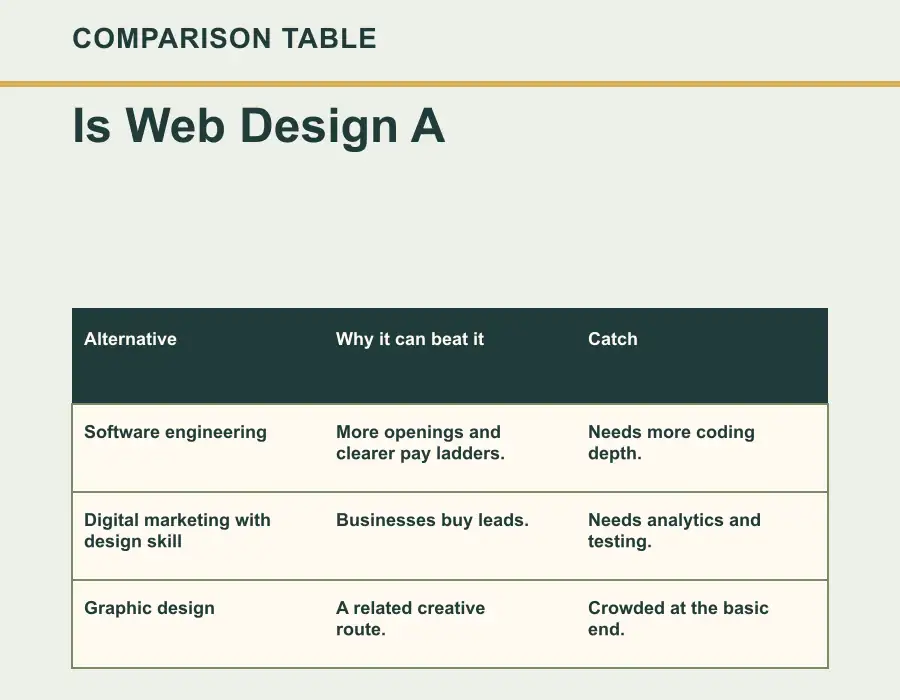 COMPARISON TABLE
Is Web Design A
Alternative
Why it can beat it
Catch
Software engineering
More openings and
clearer pay ladders.
Needs more coding
depth.
Digital marketing with
design skill
Businesses buy leads.
Needs analytics and
testing.
Graphic design
A related creative
route.
Crowded at the basic
end.